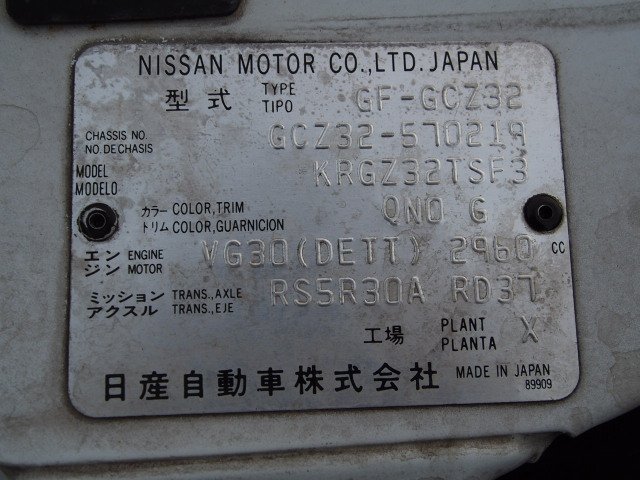 NISSAN MOTOR CO.,LTD. JAPAN
型式 TYPE TIPO GF-GCZ32
CHASSIS NO. NO. DE CHASIS GCZ32-570219
MODEL MODELO KRGZ32TSF3
カラー COLOR, TRIM トリム COLOR, GUARNICION QN0 G
エンジン ENGINE MOTOR VG30(DETT) 2960 CC
ミッション アクスル TRANS., AXLE TRANS., EJE RS5R30A RD37
工場 PLANT PLANTA X
日産自動車株式会社 MADE IN JAPAN
89909